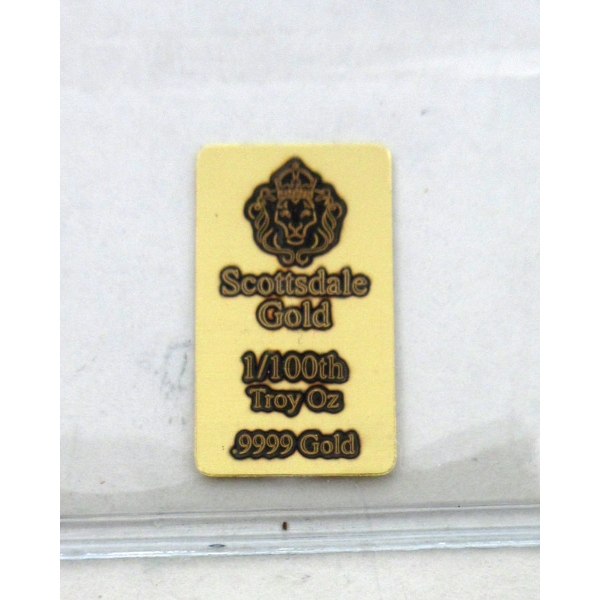 Scottsdale
Gold
1/100th
Troy Oz
.9999 Gold